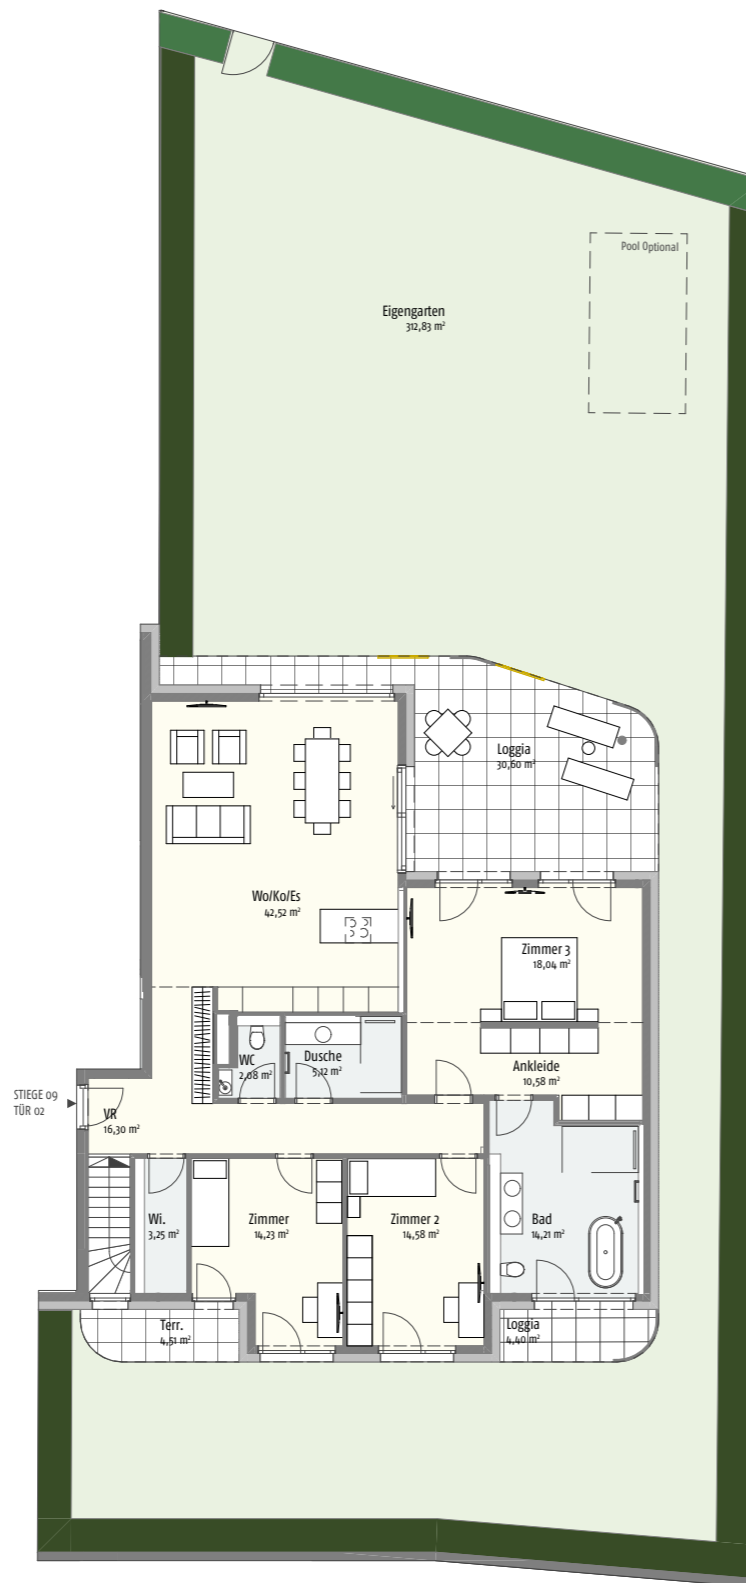 Pool Optional
Eigengarten
312,83 m²
Loggia
30,60 m²
Wo/Ko/Es
42,52 m²
Zimmer 3
18,04 m²
WC
2,08 m²
Dusche
5,12 m²
Ankleide
10,58 m²
STIEGE 09
TÜR 02
VR
16,30 m²
Wi.
3,25 m²
Zimmer
14,23 m²
Zimmer 2
14,58 m²
Bad
14,21 m²
Terr.
4,51 m²
Loggia
4,40 m²